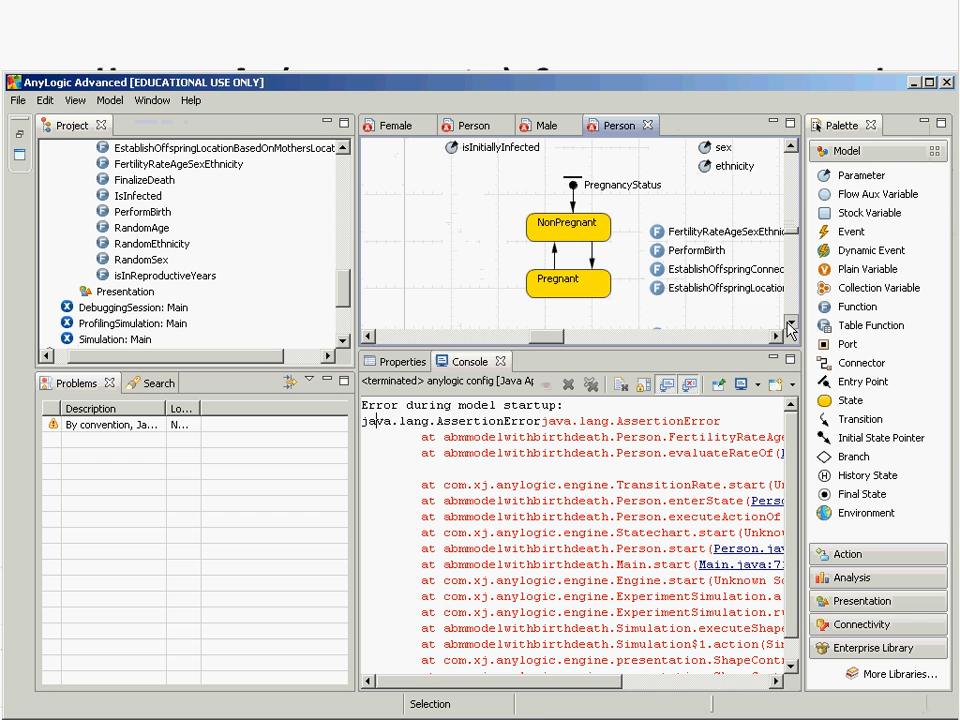 AnyLogic Advanced [EDUCATIONAL USE ONLY]
File Edit View Model Window Help
Project
EstablishOffspringLocationBasedOnMothersLocat
FertilityRateAgeSexEthnicity
FinalizeDeath
IsInfected
PerformBirth
RandomAge
RandomEthnicity
RandomSex
isInReproductiveYears
Presentation
DebuggingSession: Main
ProfilingSimulation: Main
Simulation: Main
Problems Search
Description Lo...
By convention, Ja... N...
Female Person Male Person
isInitiallyInfected
sex
ethnicity
PregnancyStatus
NonPregnant
Pregnant
FertilityRateAgeSexEthnic
PerformBirth
EstablishOffspringConnec
EstablishOffspringLocation
Properties Console
<terminated> anylogic config [Java Ap
Error during model startup:
java.lang.AssertionErrorjava.lang.AssertionError
at abmmodelwithbirthdeath.Person.FertilityRateAge
at abmmodelwithbirthdeath.Person.evaluateRateOf(
at com.xj.anylogic.engine.TransitionRate.start(Un
at abmmodelwithbirthdeath.Person.enterState(Perso
at abmmodelwithbirthdeath.Person.executeActionOf
at com.xj.anylogic.engine.Statechart.start(Unkno
at abmmodelwithbirthdeath.Person.start(Person.jav
at abmmodelwithbirthdeath.Main.start(Main.java:7
at com.xj.anylogic.engine.Engine.start(Unknown So
at com.xj.anylogic.engine.ExperimentSimulation.a
at com.xj.anylogic.engine.ExperimentSimulation.ru
at abmmodelwithbirthdeath.Simulation.executeShape
at abmmodelwithbirthdeath.Simulation$1.action(Sim
at com.xj.anylogic.engine.presentation.ShapeContr
Palette
Model
Parameter
Flow Aux Variable
Stock Variable
Event
Dynamic Event
Plain Variable
Collection Variable
Function
Table Function
Port
Connector
Entry Point
State
Transition
Initial State Pointer
Branch
History State
Final State
Environment
Action
Analysis
Presentation
Connectivity
Enterprise Library
More Libraries...
Selection